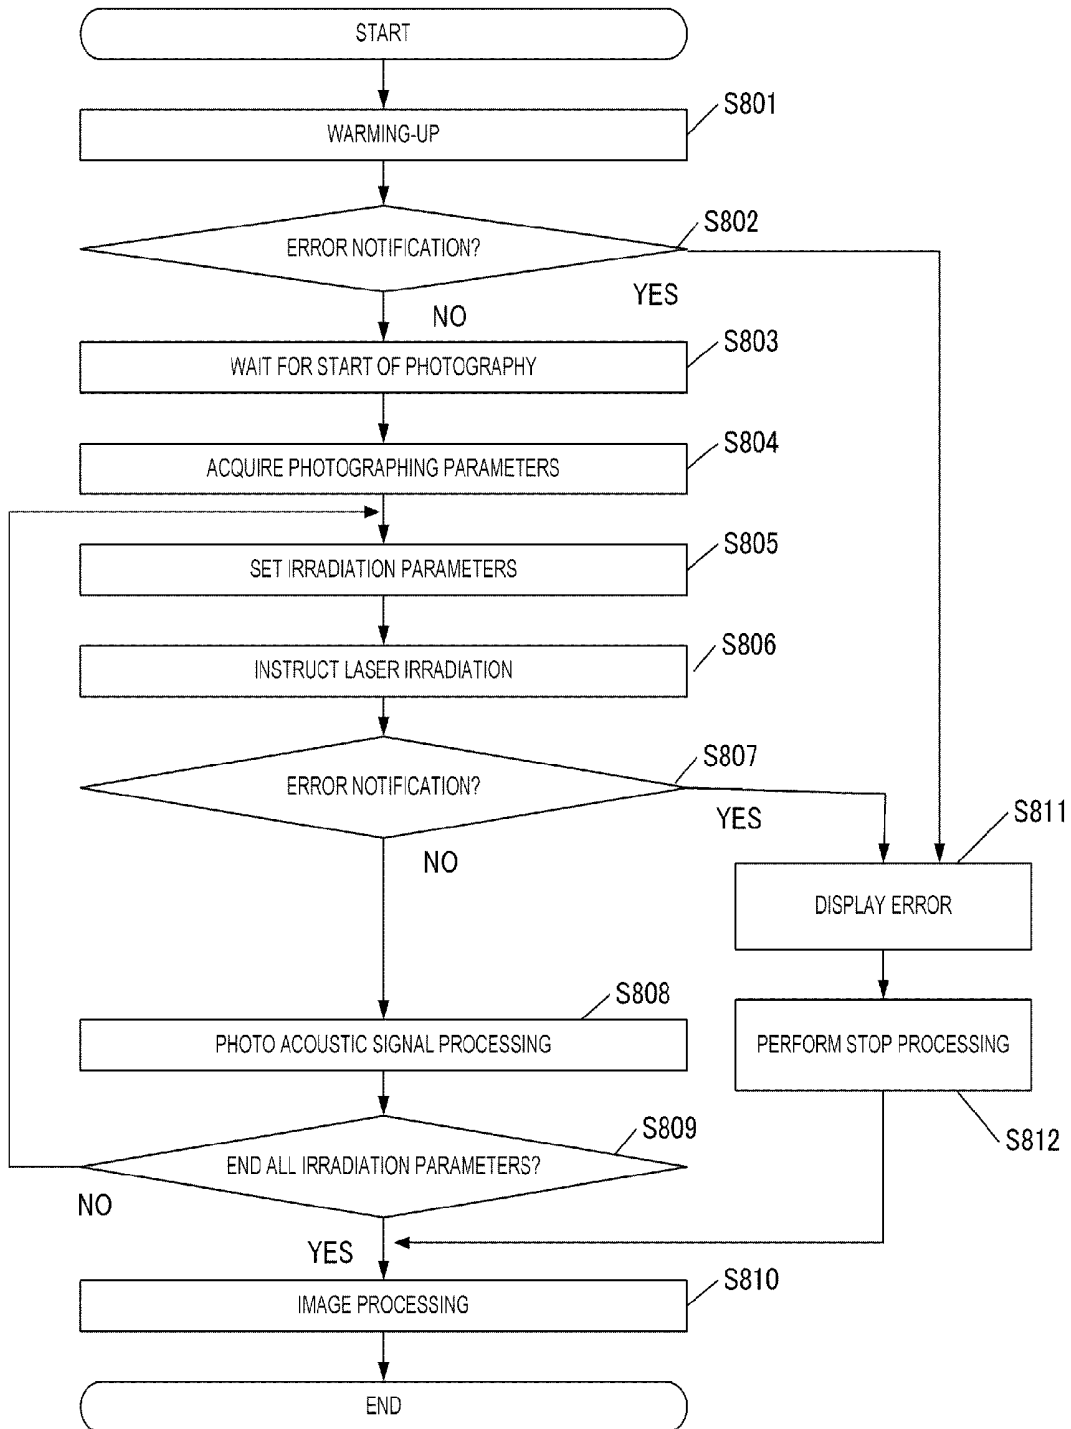 START
S801
WARMING-UP
S802
ERROR NOTIFICATION?
YES
NO
S803
WAIT FOR START OF PHOTOGRAPHY
S804
ACQUIRE PHOTOGRAPHING PARAMETERS
S805
SET IRRADIATION PARAMETERS
S806
INSTRUCT LASER IRRADIATION
S807
ERROR NOTIFICATION?
YES
NO
S811
DISPLAY ERROR
S808
PHOTO ACOUSTIC SIGNAL PROCESSING
PERFORM STOP PROCESSING
S812
S809
END ALL IRRADIATION PARAMETERS?
NO
YES
S810
IMAGE PROCESSING
END